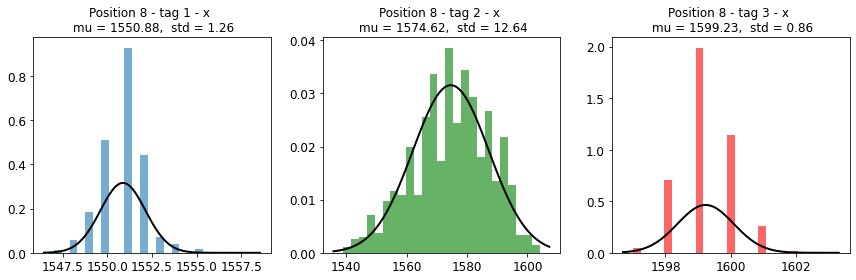 Position 8 - tag 1 - x
mu = 1550.88,  std = 1.26
0.8
0.6
0.4
0.2
0.0
1547.5 1550.0 1552.5 1555.0 1557.5
Position 8 - tag 2 - x
mu = 1574.62,  std = 12.64
0.04
0.03
0.02
0.01
0.00
1540 1560 1580 1600
Position 8 - tag 3 - x
mu = 1599.23,  std = 0.86
2.0
1.5
1.0
0.5
0.0
1598 1600 1602